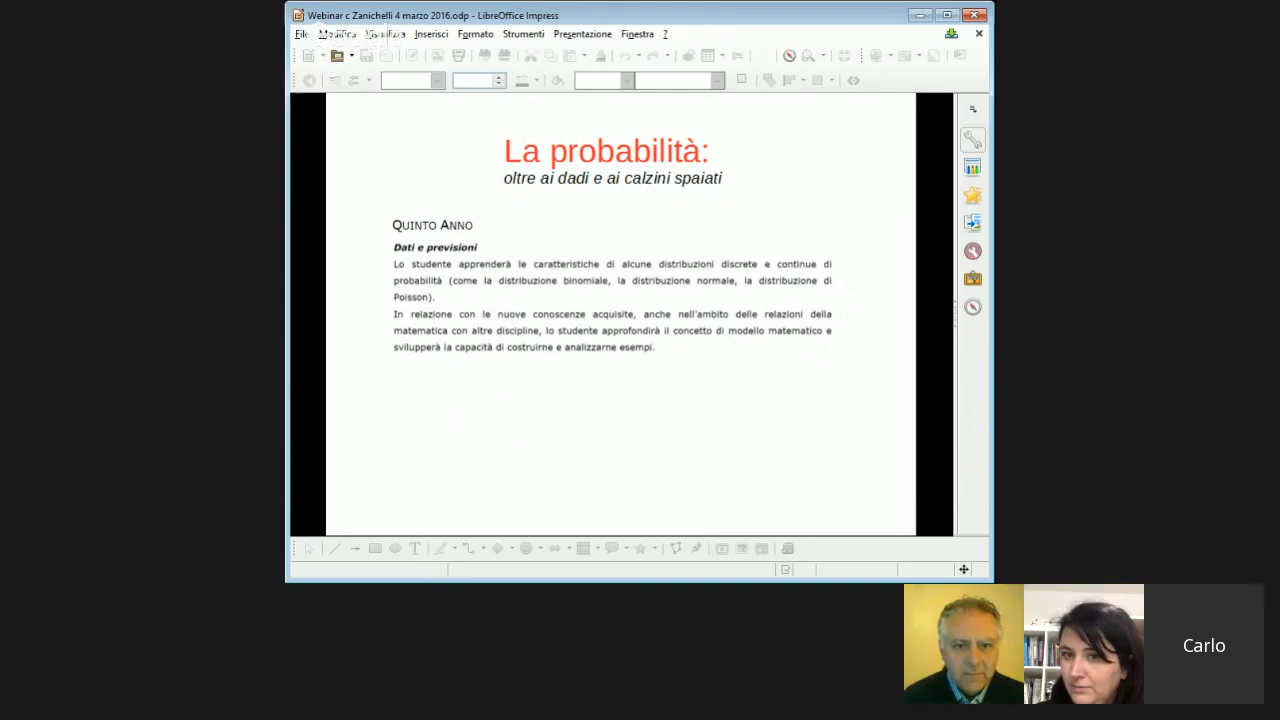 Webinar c Zanichelli 4 marzo 2016.odp - LibreOffice Impress
File Modifica Visualizza Inserisci Formato Strumenti Presentazione Finestra ?
La probabilità:
oltre ai dadi e ai calzini spaiati
QUINTO ANNO
Dati e previsioni
Lo studente apprenderà le caratteristiche di alcune distribuzioni discrete e continue di
probabilità (come la distribuzione binomiale, la distribuzione normale, la distribuzione di
Poisson).
In relazione con le nuove conoscenze acquisite, anche nell'ambito delle relazioni della
matematica con altre discipline, lo studente approfondirà il concetto di modello matematico e
svilupperà la capacità di costruirne e analizzarne esempi.
Carlo